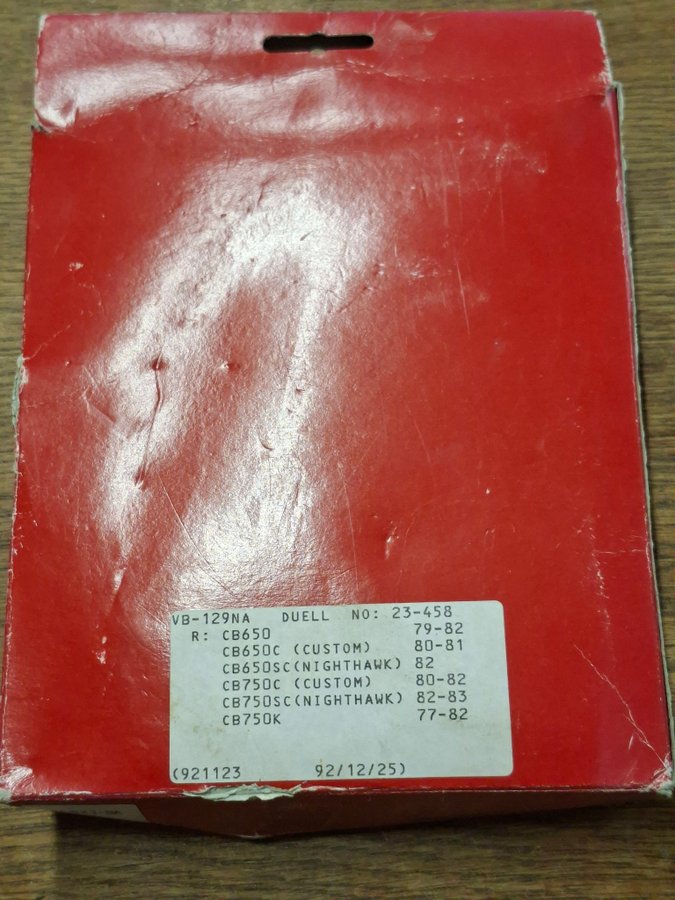 VB-129NA DUELL NO: 23-458
R: CB650 79-82
CB650C (CUSTOM) 80-81
CB650SC(NIGHTHAWK) 82
CB750C (CUSTOM) 80-82
CB750SC(NIGHTHAWK) 82-83
CB750K 77-82
(921123 92/12/25)